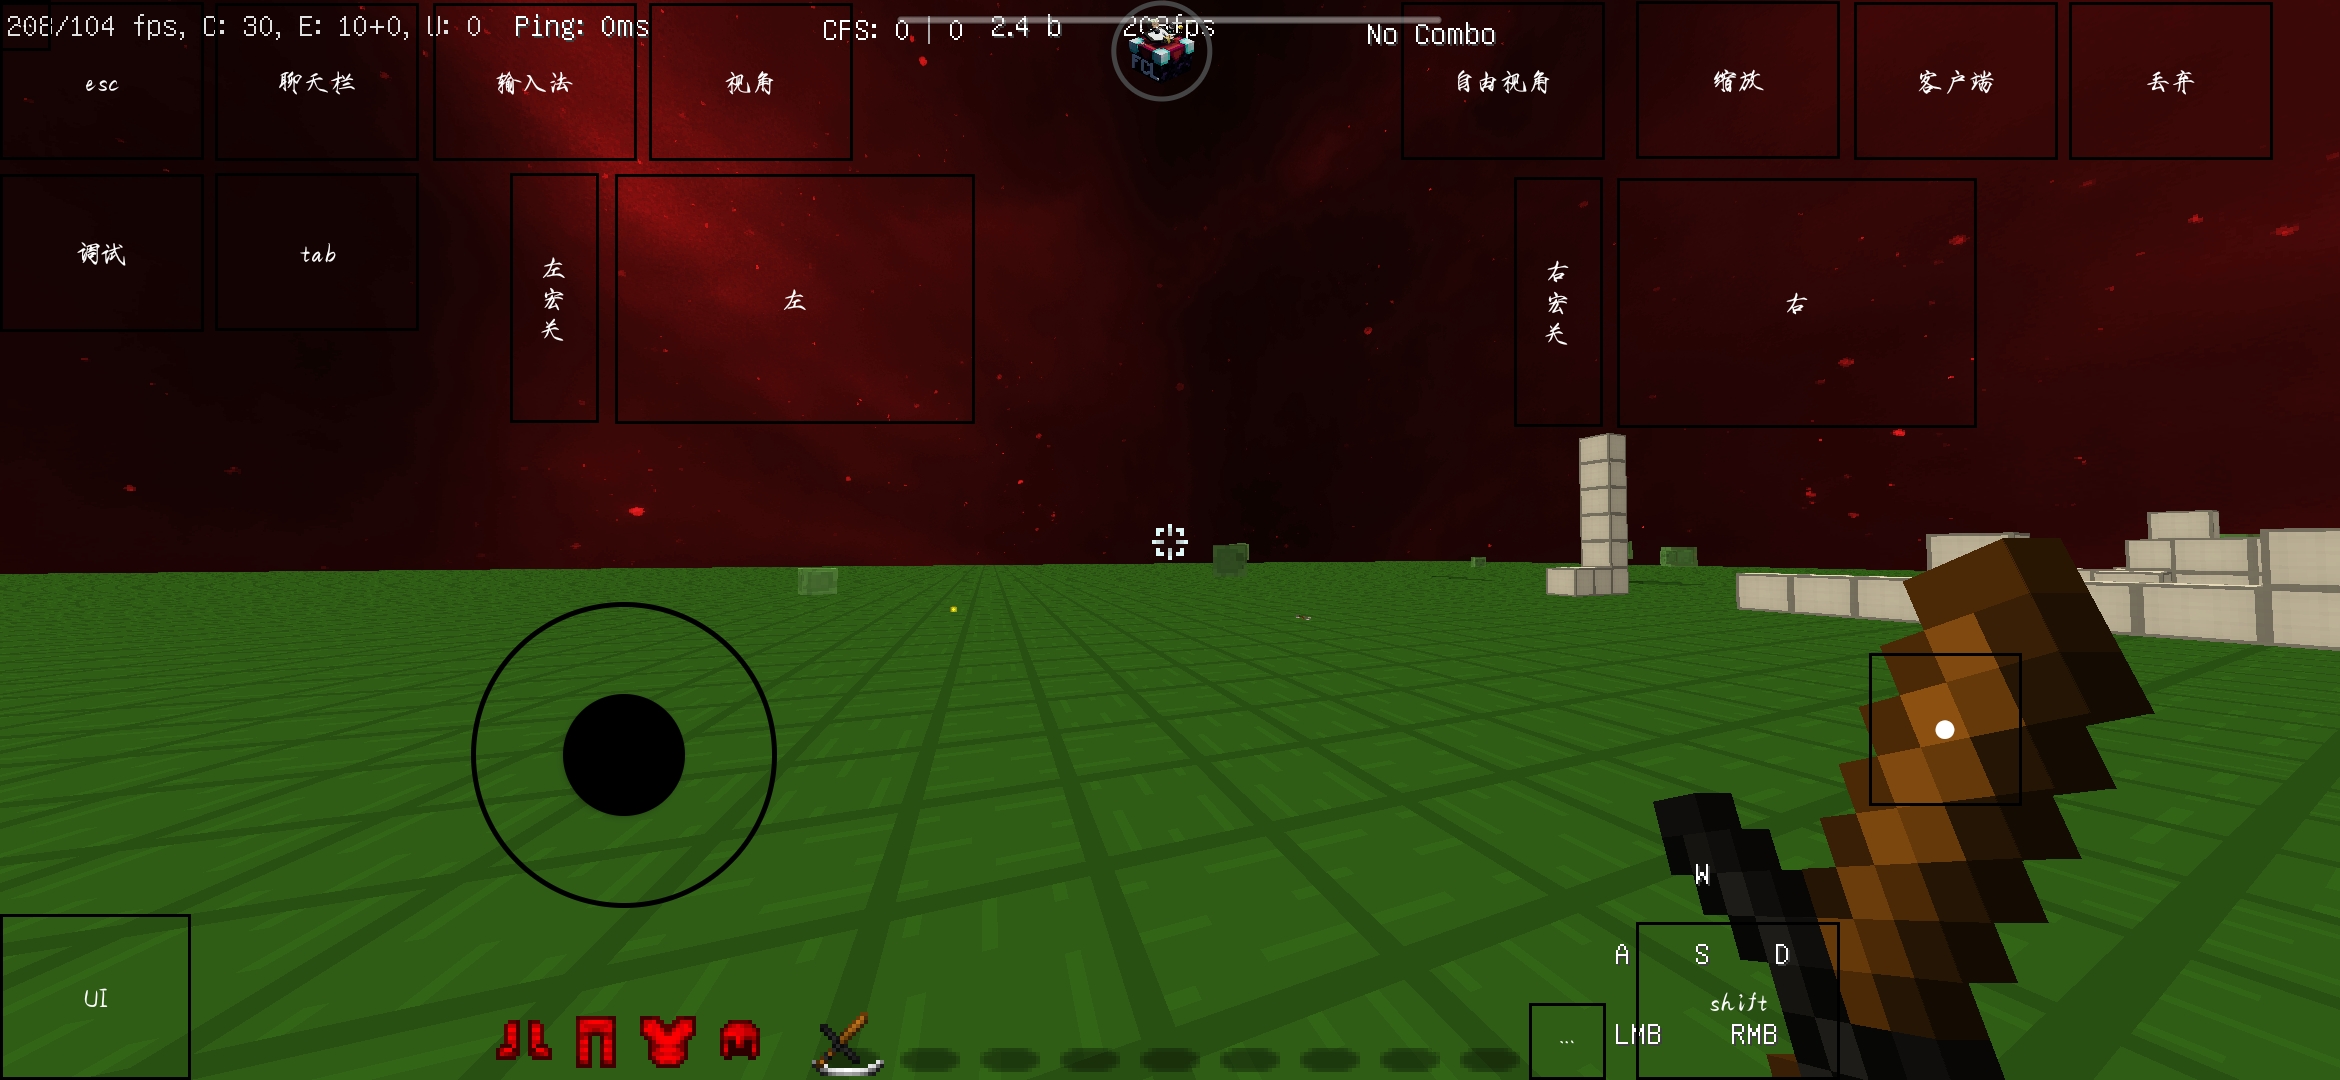 208/104 fps, C: 30, E: 10+0, U: 0 Ping: 0ms
CFS: 0 | 0 2.4 b 208fps No Combo
FCL
esc 聊天栏 输入法 视角 自由视角 缩放 客户端 丢弃
调试 tab
左宏关 左 右宏关 右
W
A S D
UI shift
... LMB RMB